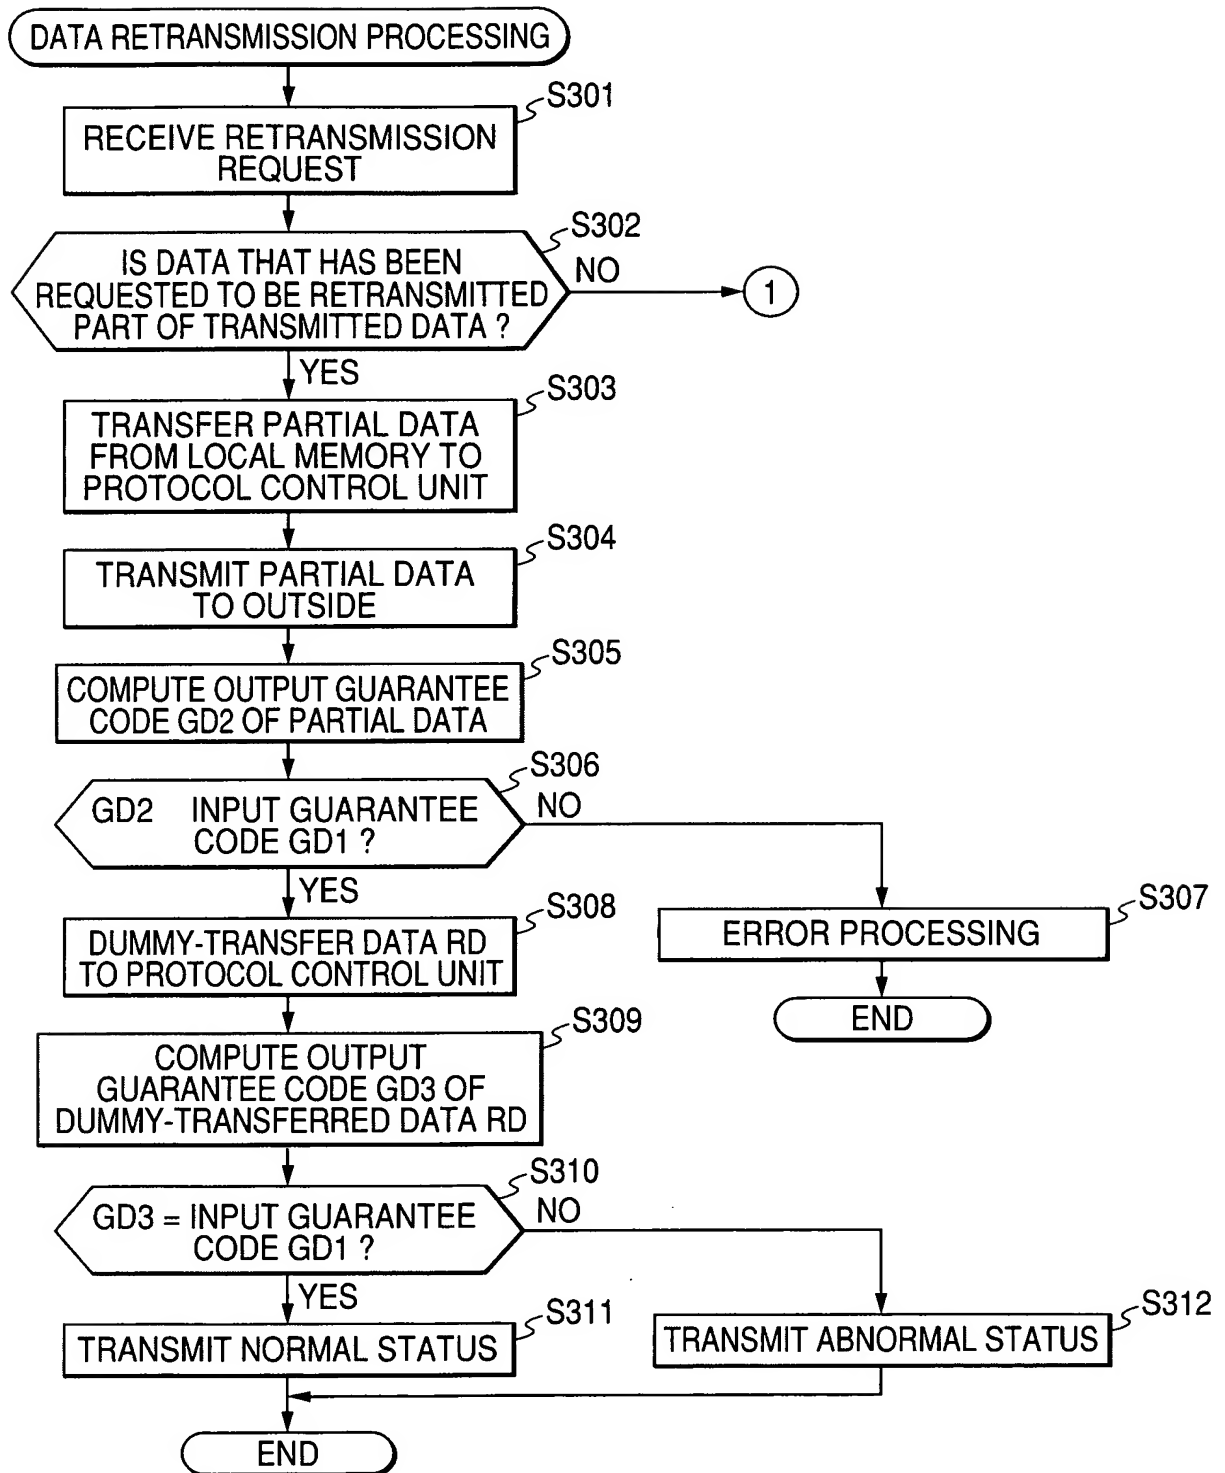 DATA RETRANSMISSION PROCESSING
S301
RECEIVE RETRANSMISSION
REQUEST
S302
IS DATA THAT HAS BEEN
REQUESTED TO BE RETRANSMITTED
PART OF TRANSMITTED DATA ?
NO
1
YES
S303
TRANSFER PARTIAL DATA
FROM LOCAL MEMORY TO
PROTOCOL CONTROL UNIT
S304
TRANSMIT PARTIAL DATA
TO OUTSIDE
S305
COMPUTE OUTPUT GUARANTEE
CODE GD2 OF PARTIAL DATA
S306
GD2 INPUT GUARANTEE
CODE GD1 ?
NO
YES
S307
ERROR PROCESSING
END
S308
DUMMY-TRANSFER DATA RD
TO PROTOCOL CONTROL UNIT
S309
COMPUTE OUTPUT
GUARANTEE CODE GD3 OF
DUMMY-TRANSFERRED DATA RD
S310
GD3 = INPUT GUARANTEE
CODE GD1 ?
NO
YES
S311
TRANSMIT NORMAL STATUS
S312
TRANSMIT ABNORMAL STATUS
END